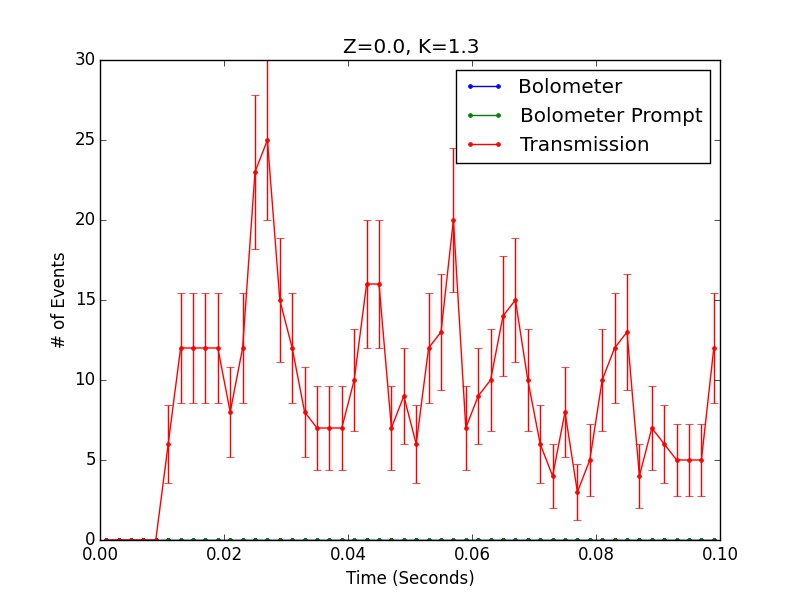 Z=0.0, K=1.3
30
25
20
15
10
5
0
# of Events
Bolometer
Bolometer Prompt
Transmission
0.00 0.02 0.04 0.06 0.08 0.10
Time (Seconds)